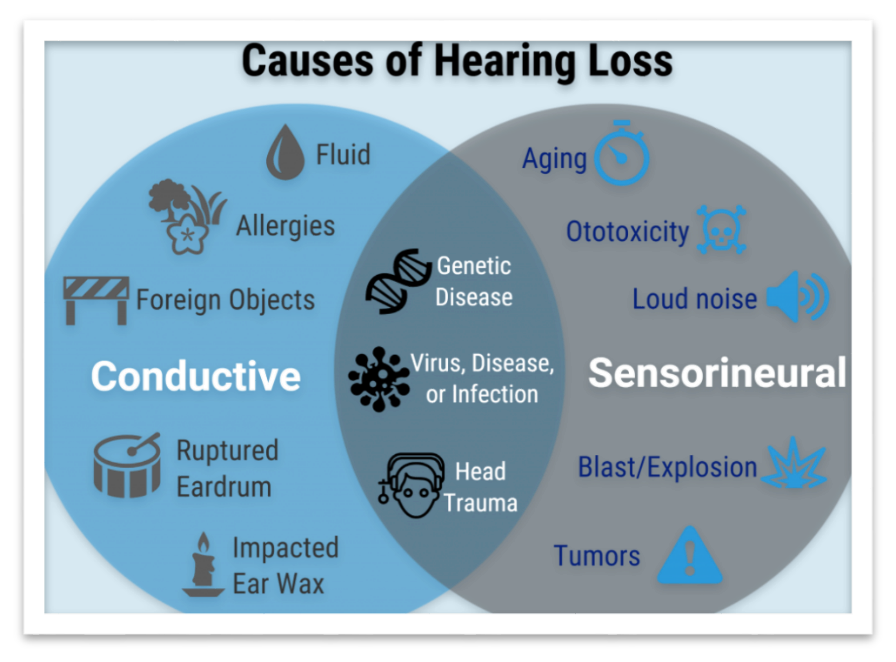 Causes of Hearing Loss
Fluid
Allergies
Foreign Objects
Conductive
Ruptured
Eardrum
Impacted
Ear Wax
Genetic
Disease
Virus, Disease,
or Infection
Head
Trauma
Aging
Ototoxicity
Loud noise
Sensorineural
Blast/Explosion
Tumors